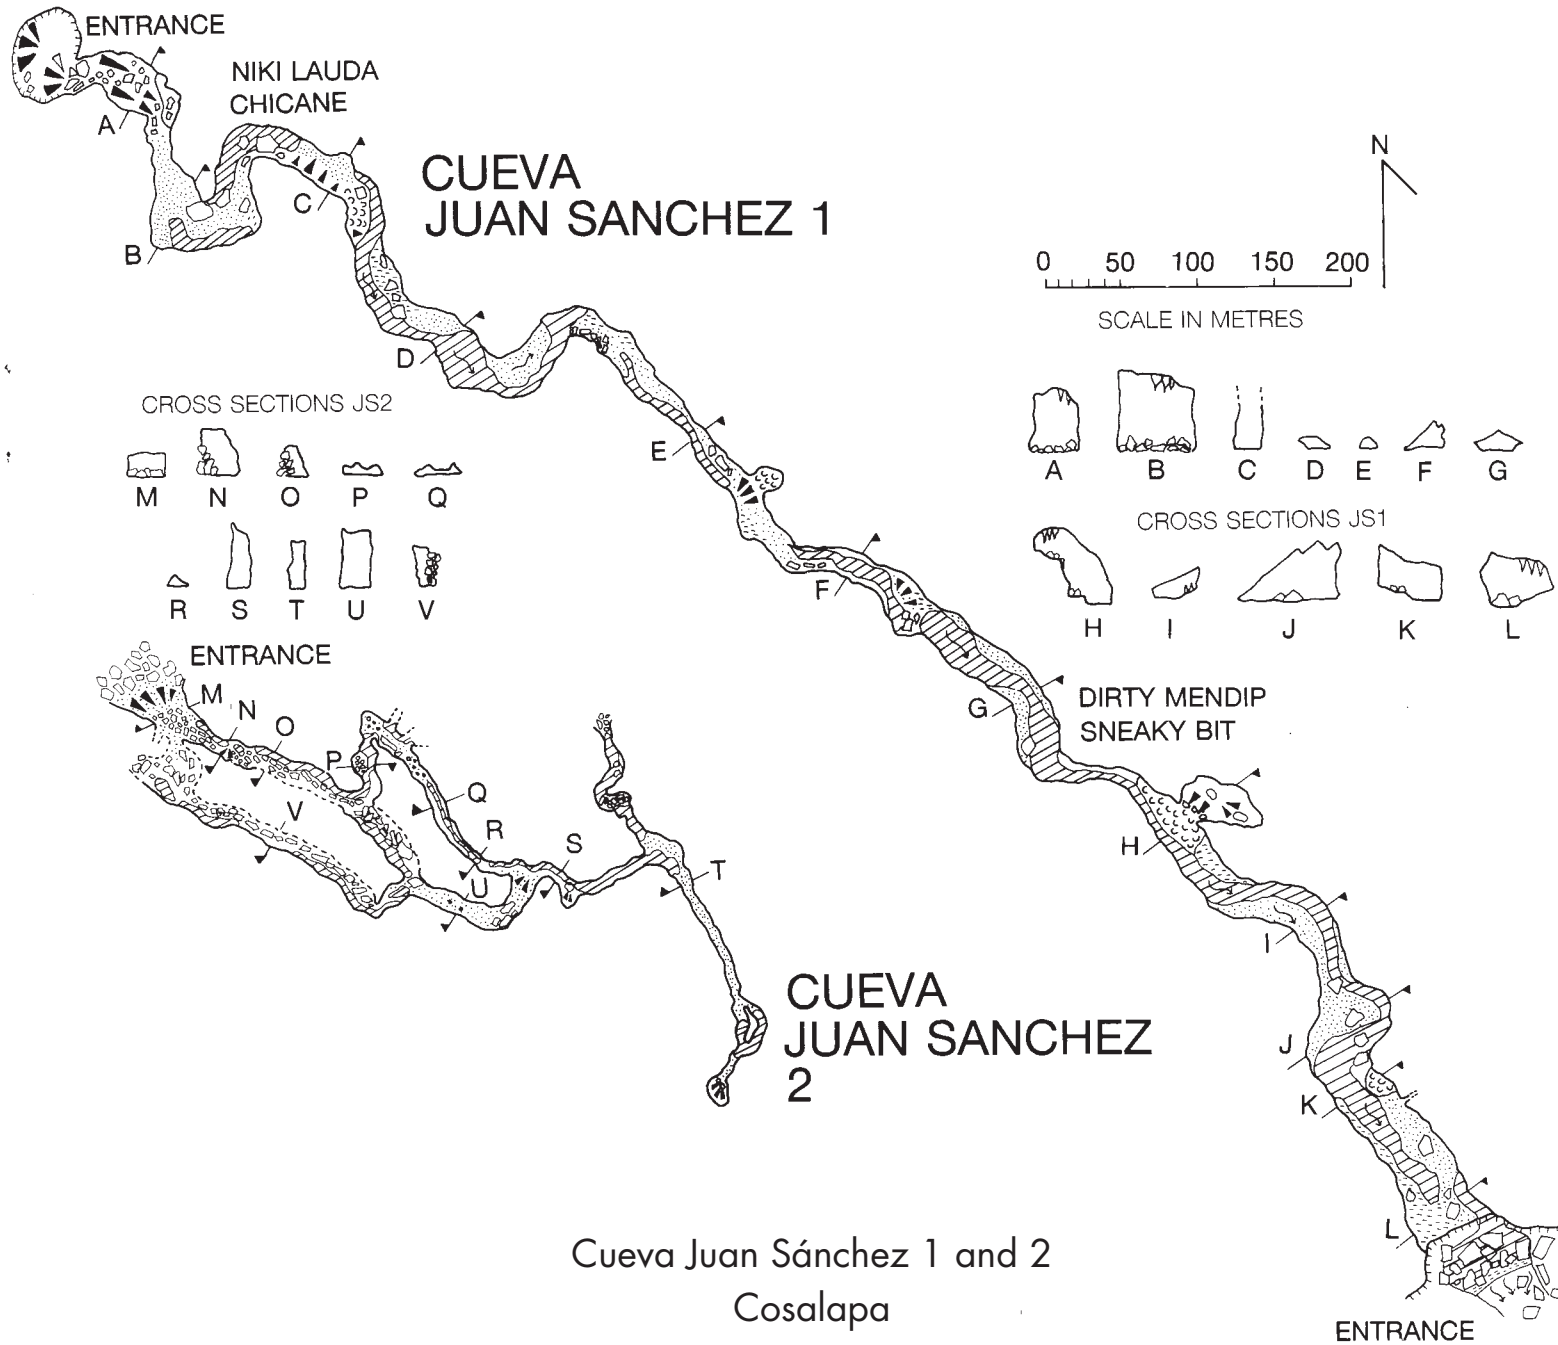 ENTRANCE
NIKI LAUDA
CHICANE
A
B
C
CUEVA
JUAN SANCHEZ 1
N
0 50 100 150 200
SCALE IN METRES
D
E
F
G
A B C D E F G
CROSS SECTIONS JS1
H I J K L
CROSS SECTIONS JS2
M N O P Q
R S T U V
ENTRANCE
M
N
O
P
Q
R
S
T
U
V
DIRTY MENDIP
SNEAKY BIT
H
I
J
K
L
CUEVA
JUAN SANCHEZ
2
Cueva Juan Sánchez 1 and 2
Cosalapa
ENTRANCE